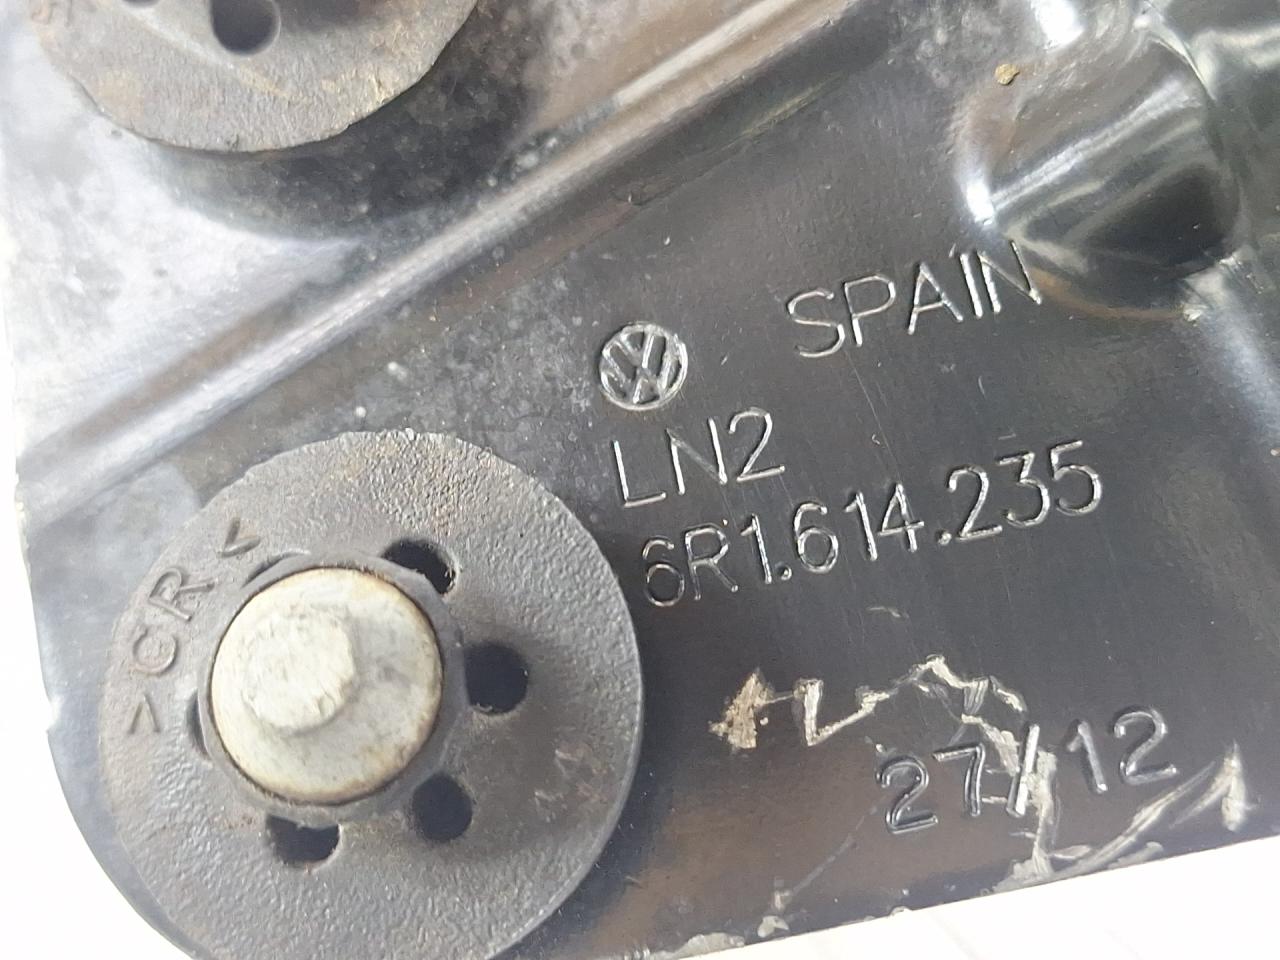 SPAIN
LN2
6R1.614.235
27/12
>CR<